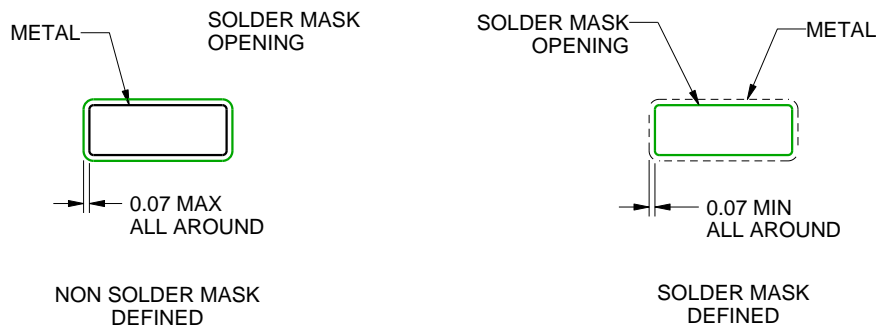 METAL
SOLDER MASK
OPENING
0.07 MAX
ALL AROUND
NON SOLDER MASK
DEFINED
SOLDER MASK
OPENING
METAL
0.07 MIN
ALL AROUND
SOLDER MASK
DEFINED